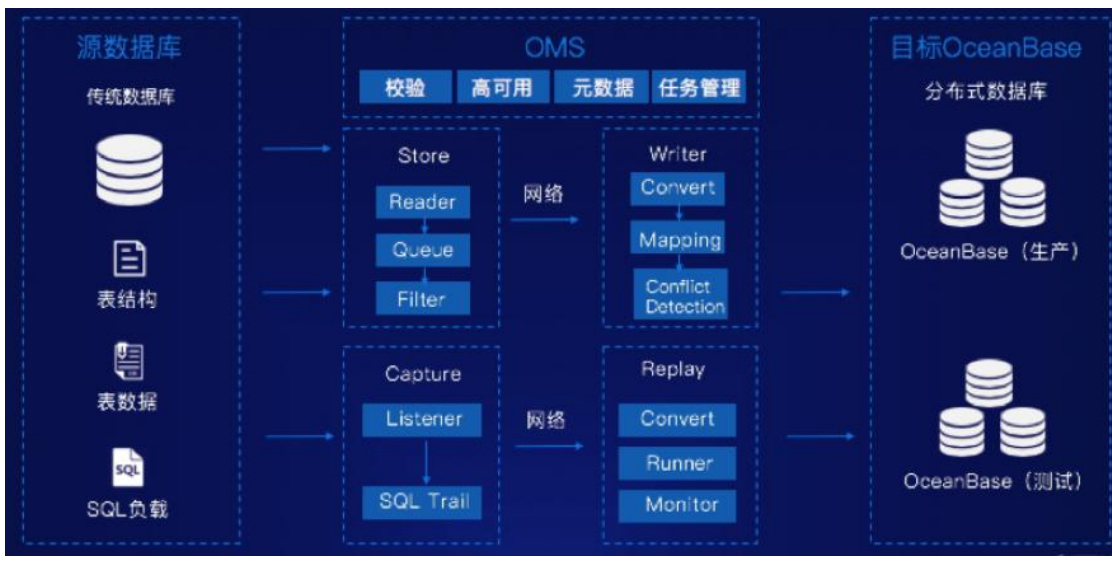 源数据库
传统数据库
表结构
表数据
SQL
SQL负载
OMS
校验 高可用 元数据 任务管理
Store
Reader
Queue
Filter
网络
Writer
Convert
Mapping
Conflict
Detection
Capture
Listener
SQL Trail
网络
Replay
Convert
Runner
Monitor
目标OceanBase
分布式数据库
OceanBase（生产）
OceanBase（测试）